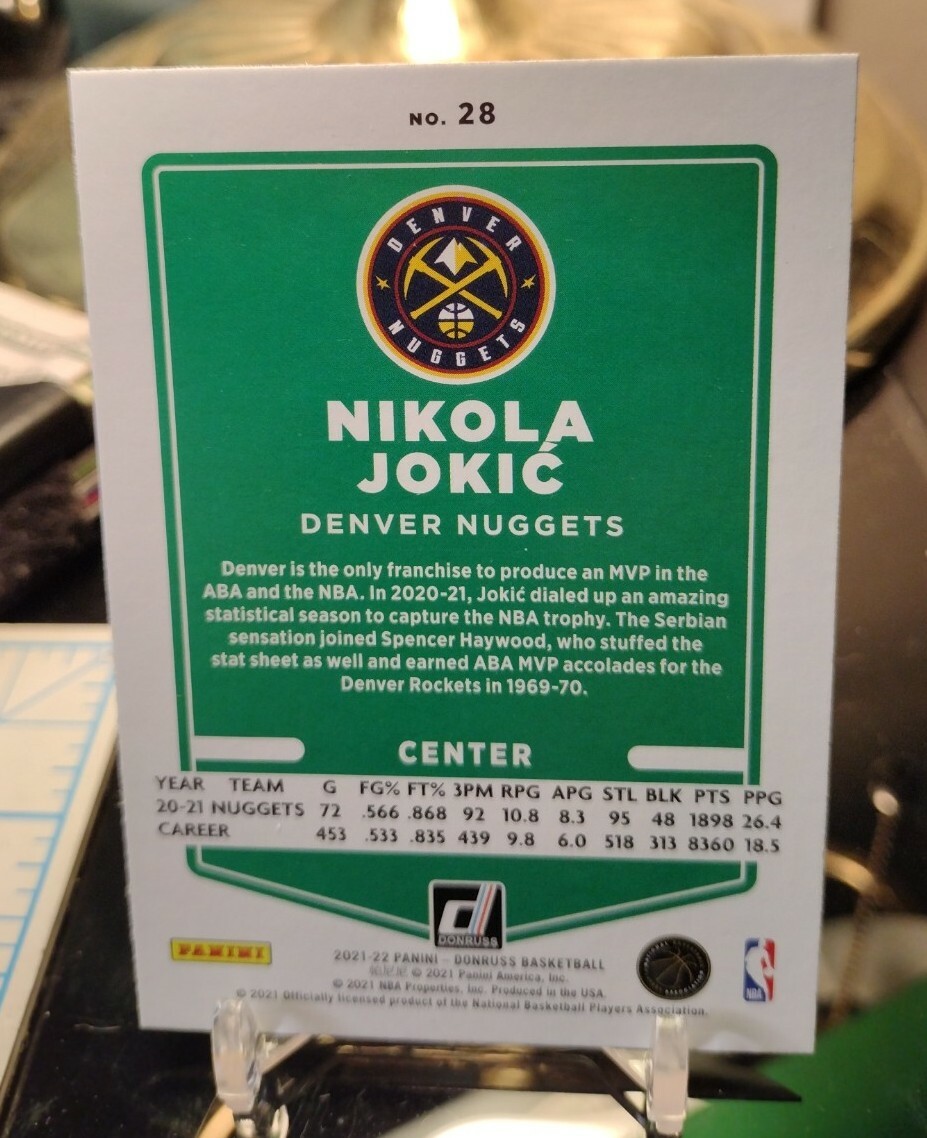 NO. 28
DENVER
NUGGETS
NIKOLA
JOKIĆ
DENVER NUGGETS
Denver is the only franchise to produce an MVP in the
ABA and the NBA. In 2020-21, Jokić dialed up an amazing
statistical season to capture the NBA trophy. The Serbian
sensation joined Spencer Haywood, who stuffed the
stat sheet as well and earned ABA MVP accolades for the
Denver Rockets in 1969-70.
CENTER
YEAR TEAM G FG% FT% 3PM RPG APG STL BLK PTS PPG
20-21 NUGGETS 72 .566 .868 92 10.8 8.3 95 48 1898 26.4
CAREER 453 .533 .835 439 9.8 6.0 518 313 8360 18.5
DONRUSS
PANINI
2021-22 PANINI – DONRUSS BASKETBALL
© 2021 Panini America, Inc.
© 2021 NBA Properties, Inc. Produced in the USA.
© 2021 Officially licensed product of the National Basketball Players Association.
NBA